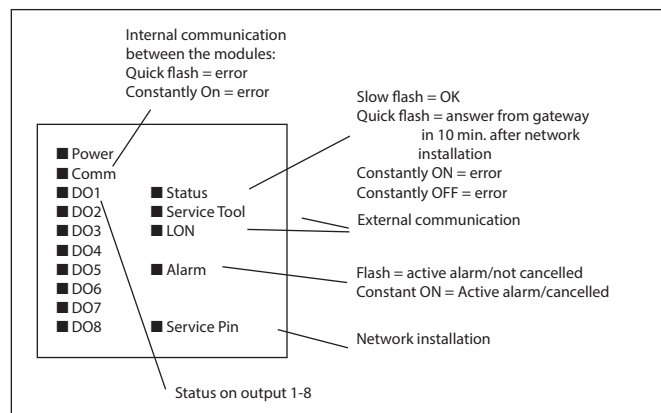 Internal communication
between the modules:
Quick flash = error
Constantly On = error
Slow flash = OK
Quick flash = answer from gateway
in 10 min. after network
installation
Constantly ON = error
Constantly OFF = error
External communication
Flash = active alarm/not cancelled
Constant ON = Active alarm/cancelled
Network installation
Power
Comm
DO1
DO2
DO3
DO4
DO5
DO6
DO7
DO8
Status
Service Tool
LON
Alarm
Service Pin
Status on output 1-8